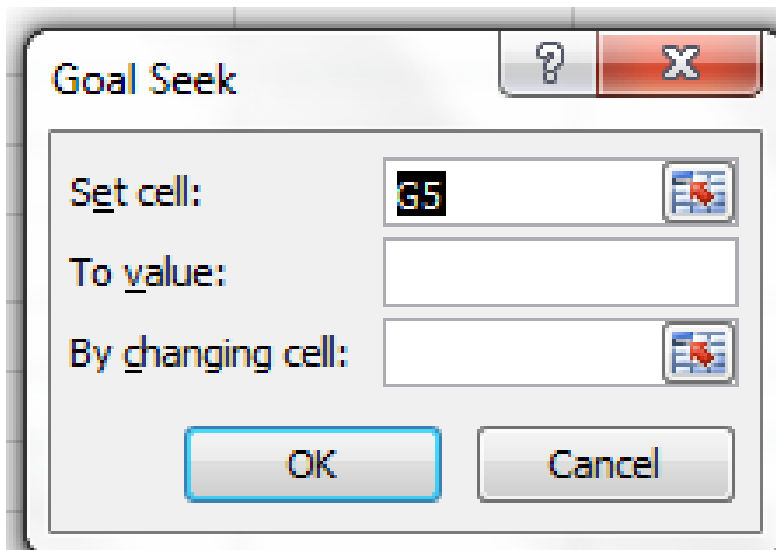 Goal Seek
?
Set cell: G5
To value:
By changing cell:
OK Cancel